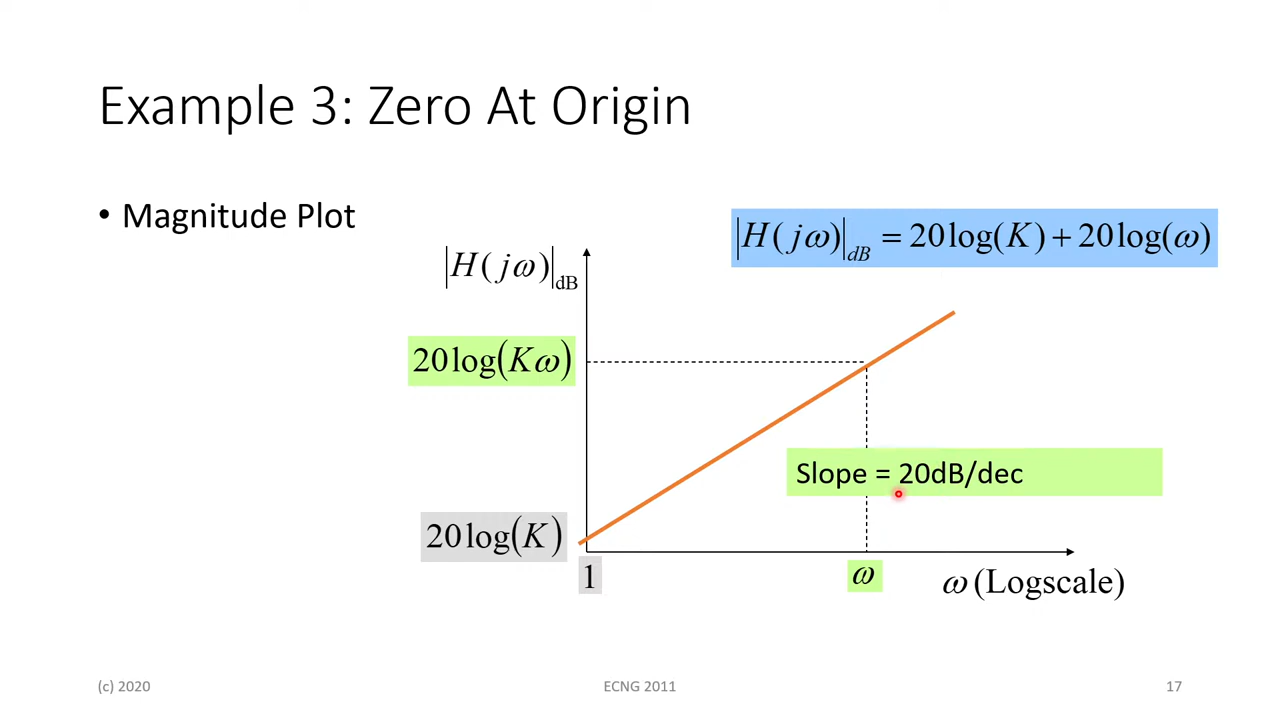 Example 3: Zero At Origin
• Magnitude Plot
|H(jω)|dB = 20log(K) + 20log(ω)
|H(jω)|dB
20log(Kω)
Slope = 20dB/dec
20log(K)
1
ω
ω (Logscale)
(c) 2020
ECNG 2011
17